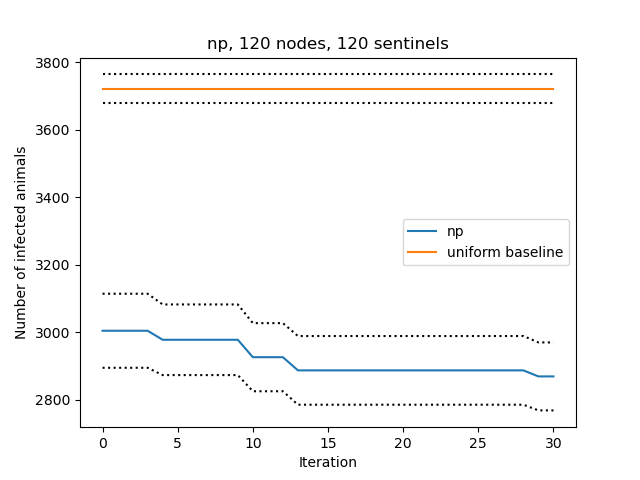 np, 120 nodes, 120 sentinels
3800
3600
3400
3200
3000
2800
Number of infected animals
np
uniform baseline
0 5 10 15 20 25 30
Iteration